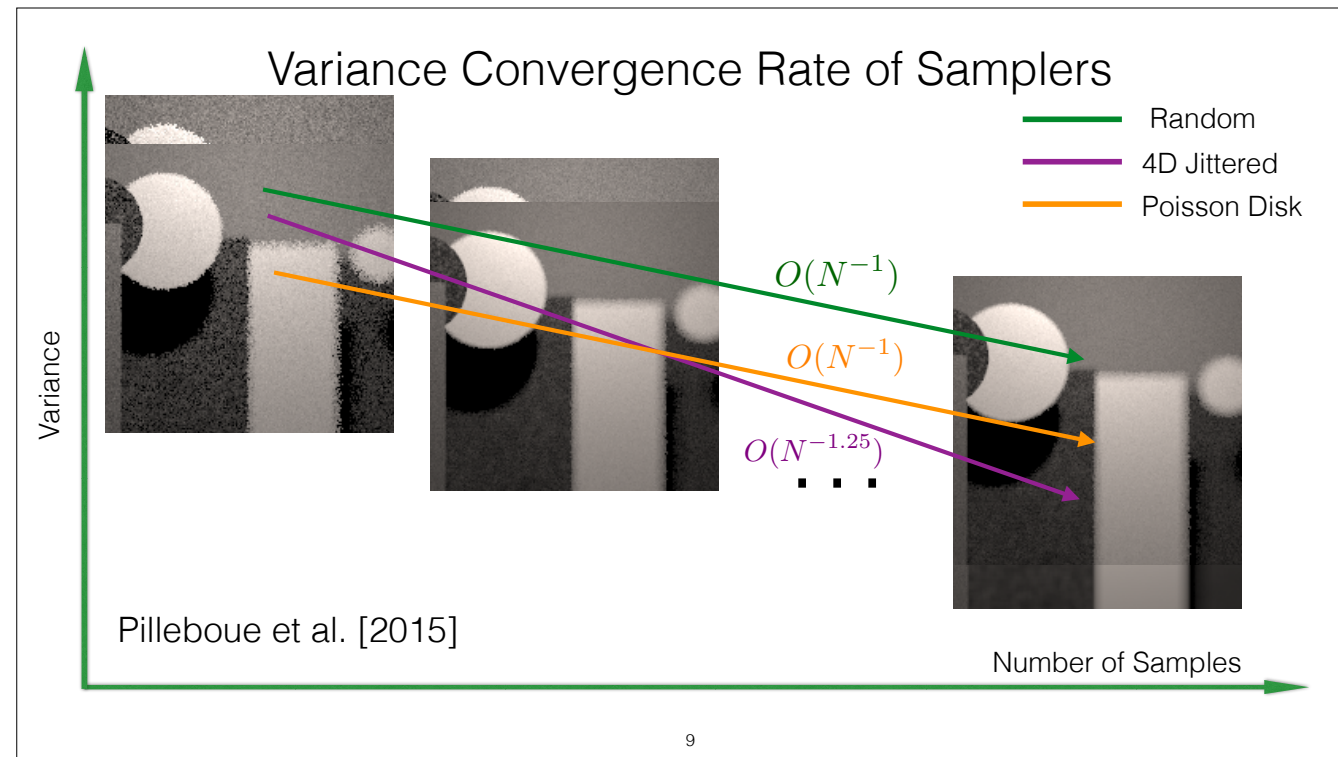 Variance Convergence Rate of Samplers
Random
4D Jittered
Poisson Disk
O(N⁻¹)
O(N⁻¹)
O(N⁻¹·²⁵)
. . .
Variance
Pilleboue et al. [2015]
Number of Samples
9